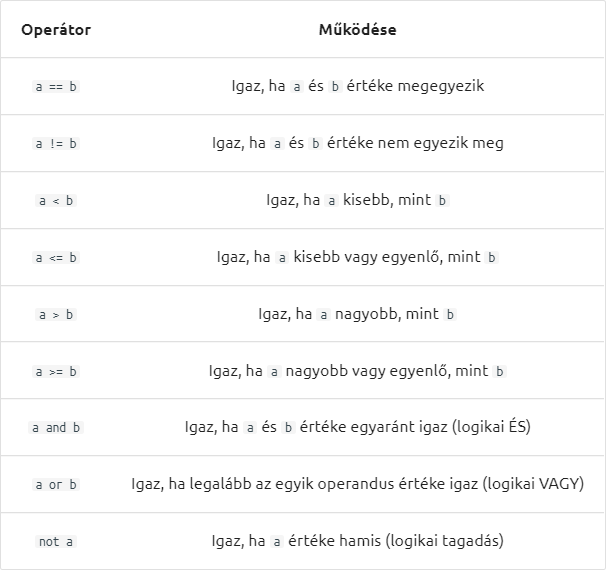 Operátor Működése
a == b Igaz, ha a és b értéke megegyezik
a != b Igaz, ha a és b értéke nem egyezik meg
a < b Igaz, ha a kisebb, mint b
a <= b Igaz, ha a kisebb vagy egyenlő, mint b
a > b Igaz, ha a nagyobb, mint b
a >= b Igaz, ha a nagyobb vagy egyenlő, mint b
a and b Igaz, ha a és b értéke egyaránt igaz (logikai ÉS)
a or b Igaz, ha legalább az egyik operandus értéke igaz (logikai VAGY)
not a Igaz, ha a értéke hamis (logikai tagadás)